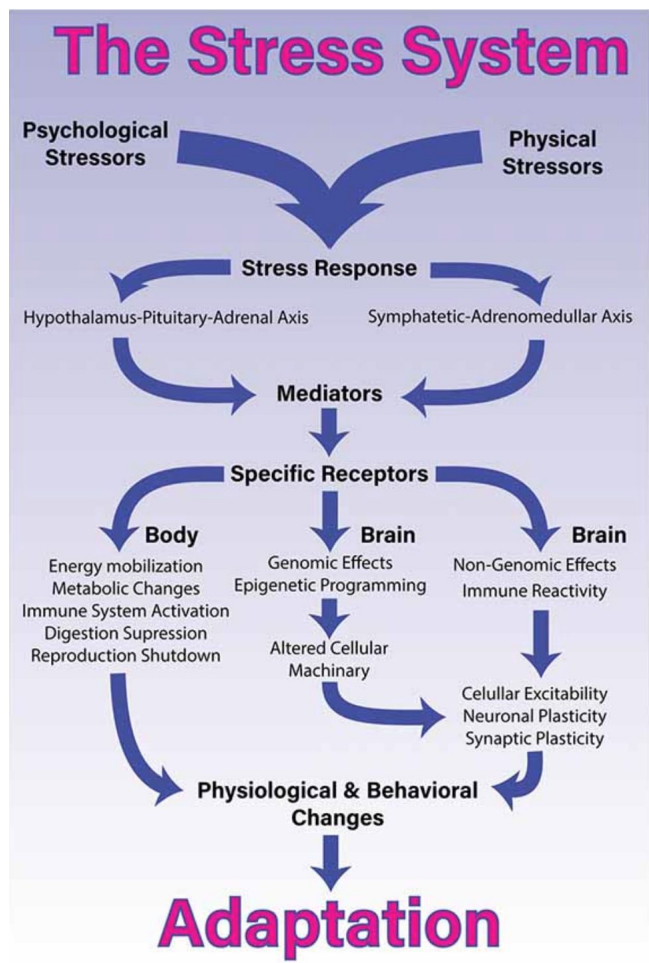 The Stress System
Psychological
Stressors
Physical
Stressors
Stress Response
Hypothalamus-Pituitary-Adrenal Axis
Symphatetic-Adrenomedullar Axis
Mediators
Specific Receptors
Body
Energy mobilization
Metabolic Changes
Immune System Activation
Digestion Supression
Reproduction Shutdown
Brain
Genomic Effects
Epigenetic Programming
Altered Cellular
Machinary
Brain
Non-Genomic Effects
Immune Reactivity
Celullar Excitability
Neuronal Plasticity
Synaptic Plasticity
Physiological & Behavioral
Changes
Adaptation